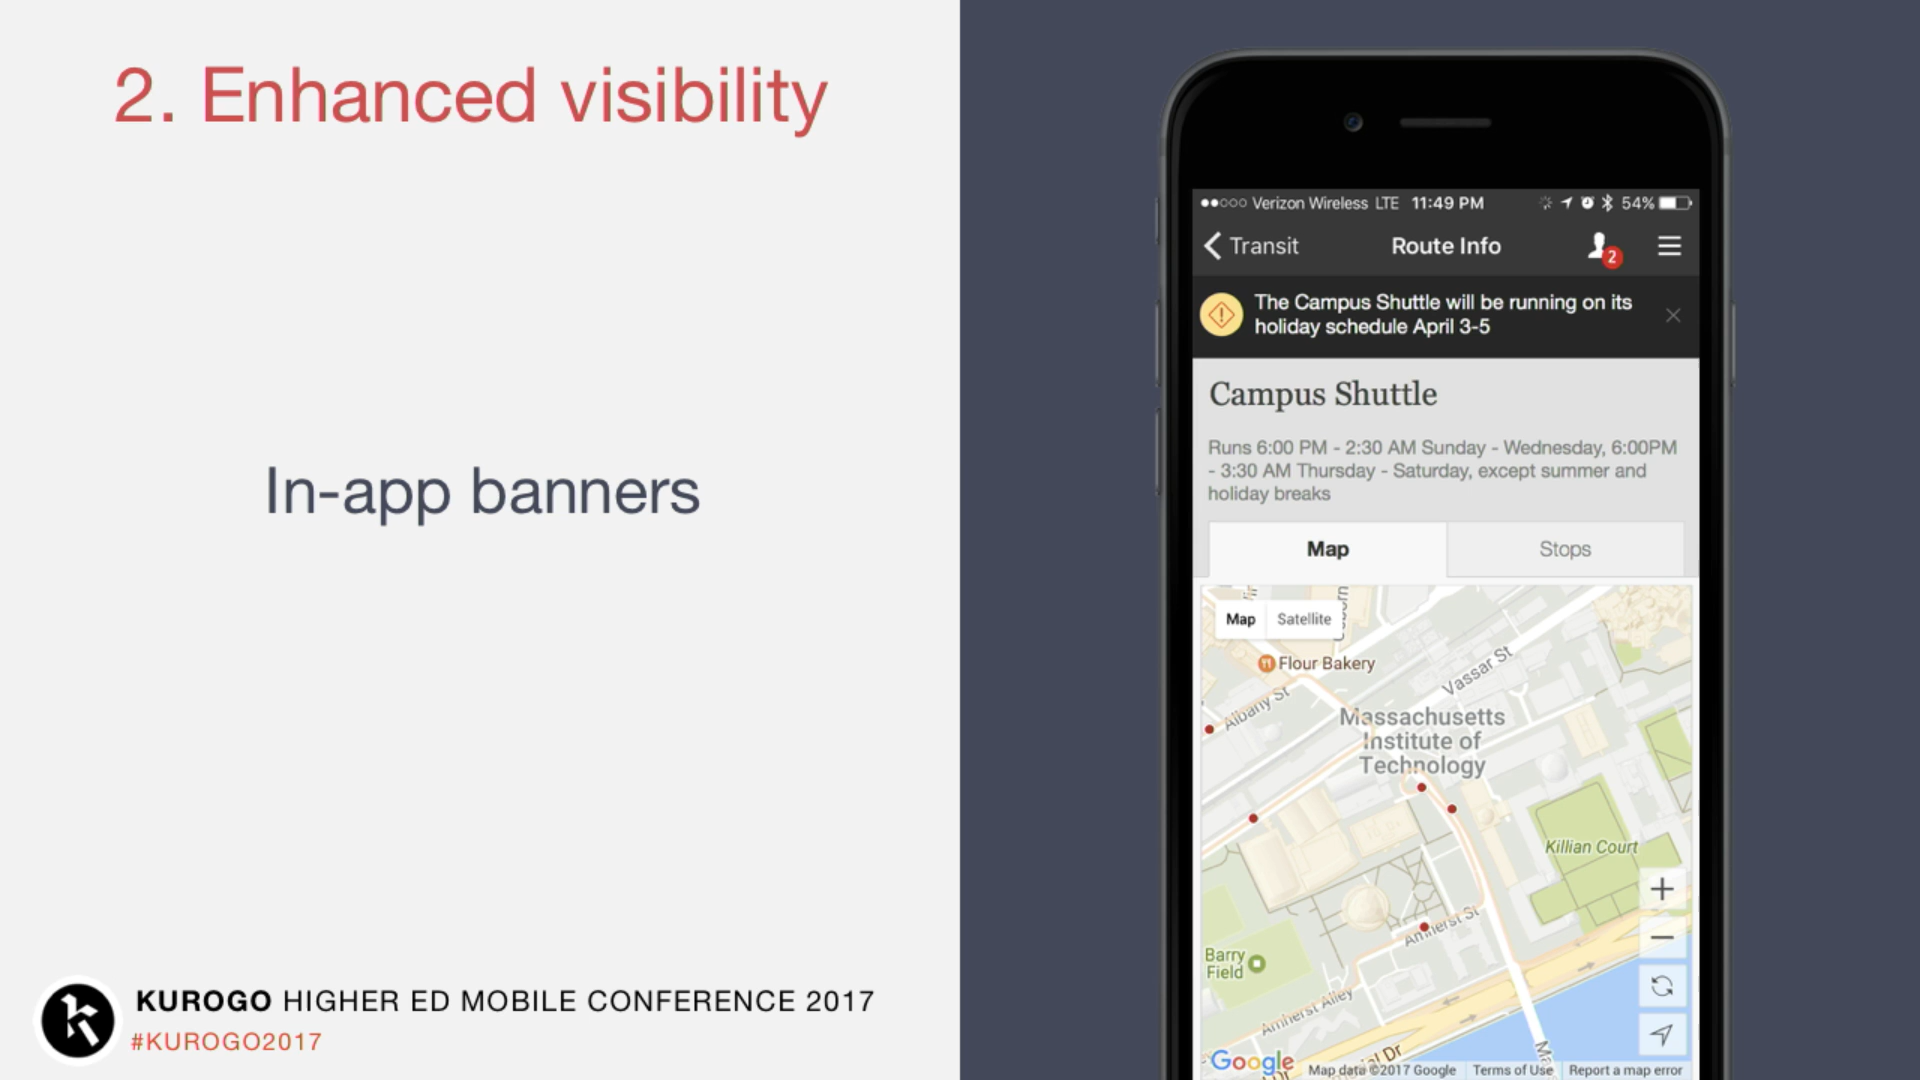 2. Enhanced visibility
In-app banners
KUROGO HIGHER ED MOBILE CONFERENCE 2017
#KUROGO2017
Verizon Wireless LTE 11:49 PM 54%
Transit
Route Info
2
The Campus Shuttle will be running on its
holiday schedule April 3-5
Campus Shuttle
Runs 6:00 PM - 2:30 AM Sunday - Wednesday, 6:00PM
- 3:30 AM Thursday - Saturday, except summer and
holiday breaks
Map
Stops
Map
Satellite
Flour Bakery
Vassar St
Albany St
Massachusetts
Institute of
Technology
Killian Court
Amherst St
Barry
Field
Amherst Alley
Google
Map data ©2017 Google
Terms of Use
Report a map error